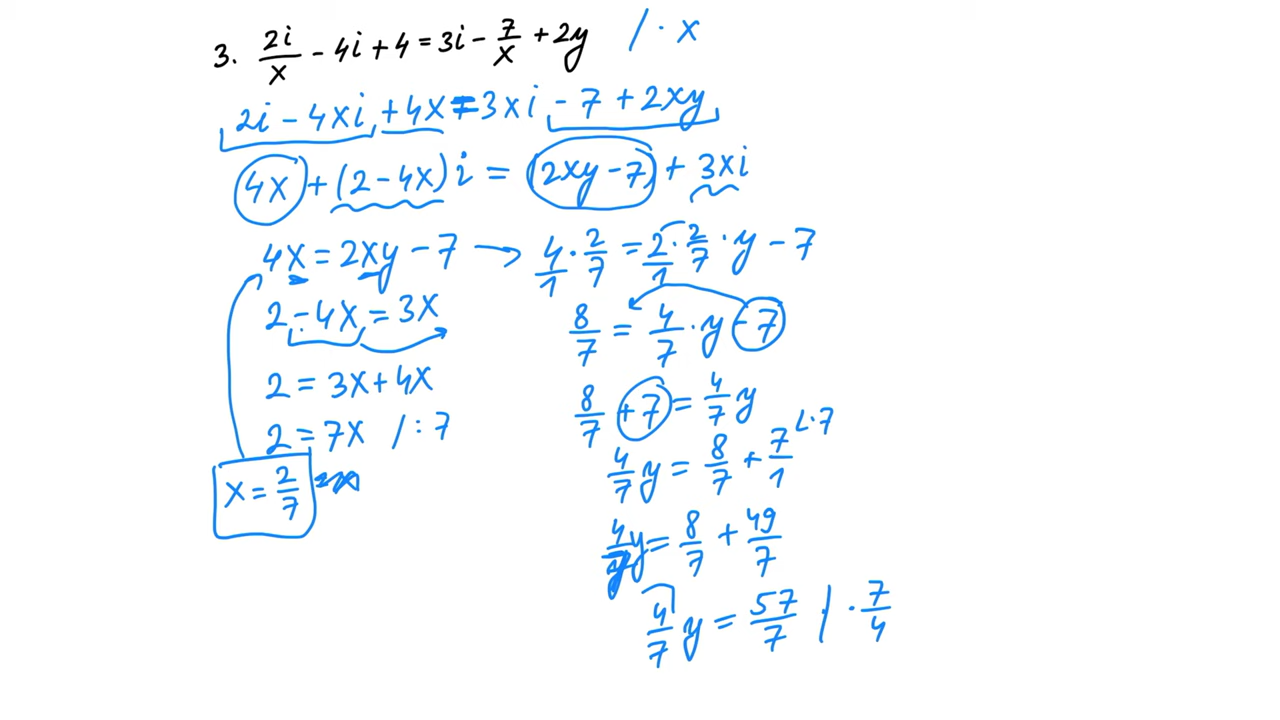 3. 2i/x - 4i + 4 = 3i - 7/x + 2y / · x
2i - 4xi + 4x = 3xi - 7 + 2xy
4x + (2 - 4x)i = (2xy - 7) + 3xi
4x = 2xy - 7 → 4/1 · 2/7 = 2/1 · 2/7 · y - 7
2 - 4x = 3x
8/7 = 4/7 · y - 7
2 = 3x + 4x
8/7 + 7 = 4/7 y
2 = 7x / : 7
4/7 y = 8/7 + 7/1 · 7
x = 2/7
4/7 y = 8/7 + 49/7
4/7 y = 57/7 / · 7/4